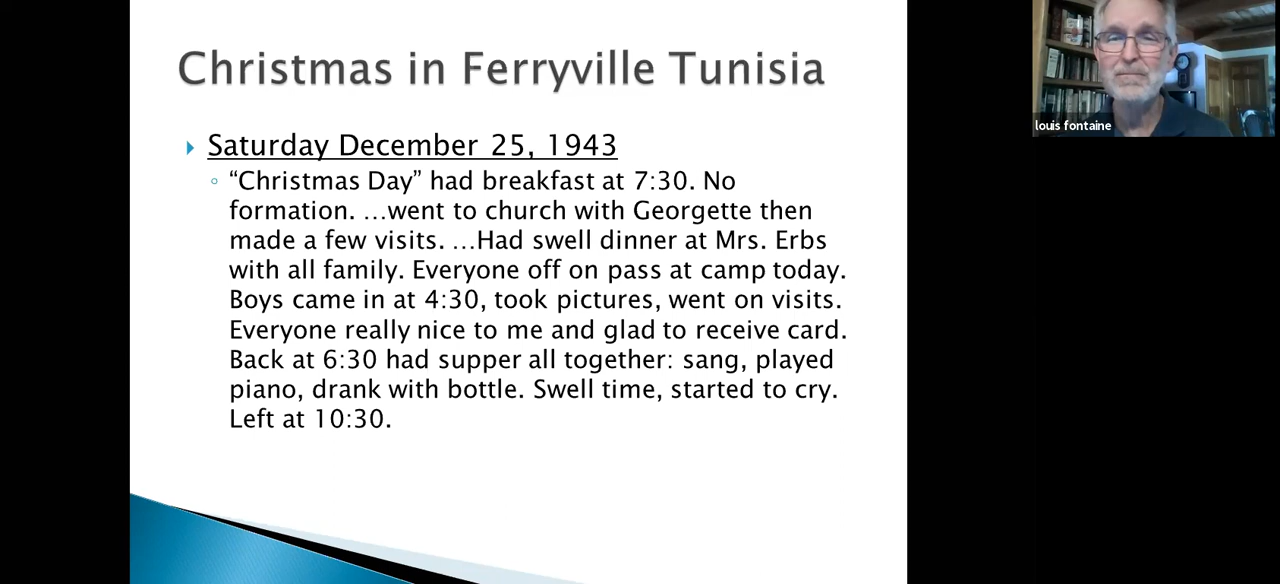 Christmas in Ferryville Tunisia
Saturday December 25, 1943
“Christmas Day” had breakfast at 7:30. No
formation. …went to church with Georgette then
made a few visits. …Had swell dinner at Mrs. Erbs
with all family. Everyone off on pass at camp today.
Boys came in at 4:30, took pictures, went on visits.
Everyone really nice to me and glad to receive card.
Back at 6:30 had supper all together: sang, played
piano, drank with bottle. Swell time, started to cry.
Left at 10:30.
louis fontaine